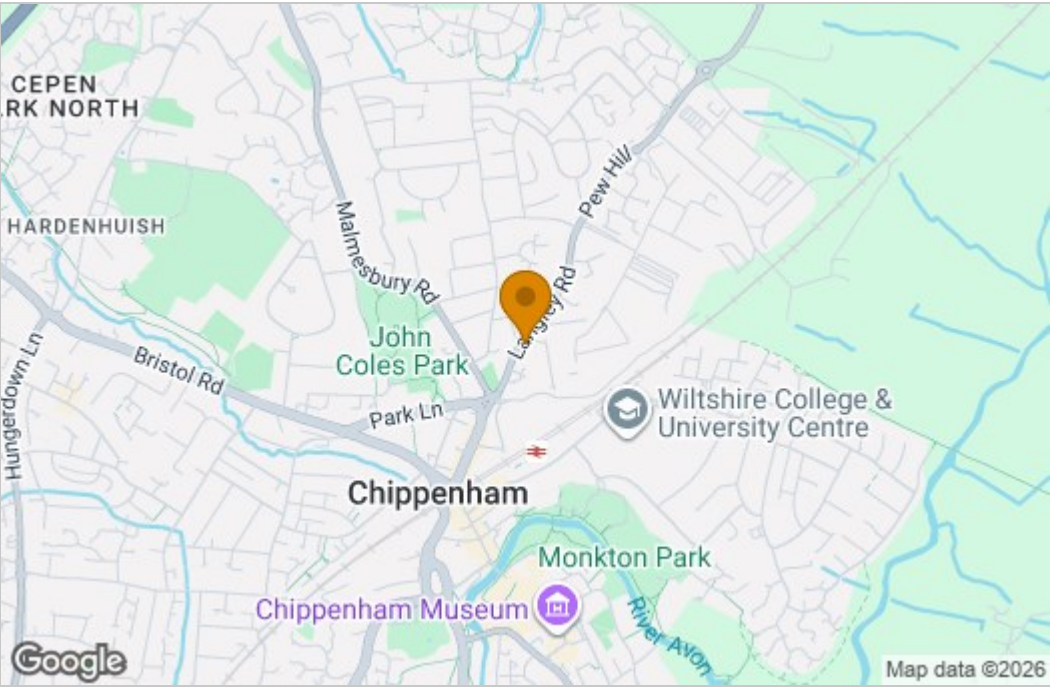 CEPEN
RK NORTH
HARDENHUISH
Malmesbury Rd
Pew Hill
Langley Rd
John
Coles Park
Hungerdown Ln
Bristol Rd
Park Ln
Wiltshire College &
University Centre
Chippenham
Monkton Park
Chippenham Museum
River Avon
Google
Map data ©2026